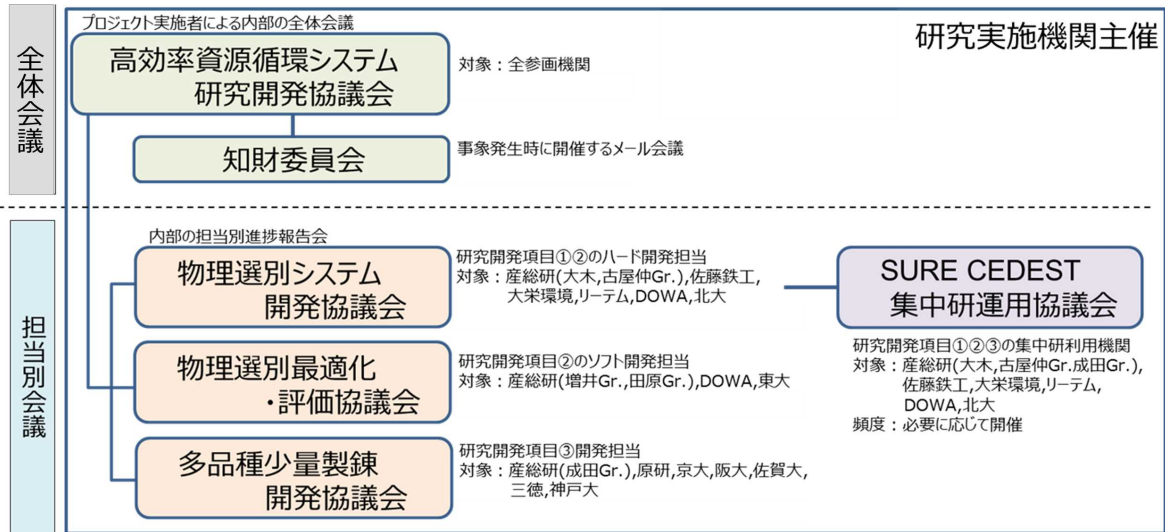 プロジェクト実施者による内部の全体会議
研究実施機関主催
全体会議
高効率資源循環システム
研究開発協議会
対象：全参画機関
知財委員会
事象発生時に開催するメール会議
担当別会議
内部の担当別進捗報告会
物理選別システム
開発協議会
研究開発項目①②のハード開発担当
対象：産総研(大木,古屋仲Gr.),佐藤鉄工,
大栄環境,リーテム,DOWA,北大
SURE CEDEST
集中研運用協議会
研究開発項目①②③の集中研利用機関
対象：産総研(大木,古屋仲Gr.成田Gr.),
佐藤鉄工,大栄環境,リーテム,
DOWA,北大
頻度：必要に応じて開催
物理選別最適化
・評価協議会
研究開発項目②のソフト開発担当
対象：産総研(増井Gr.,田原Gr.),DOWA,東大
多品種少量製錬
開発協議会
研究開発項目③開発担当
対象：産総研(成田Gr.),原研,京大,阪大,佐賀大,
三徳,神戸大